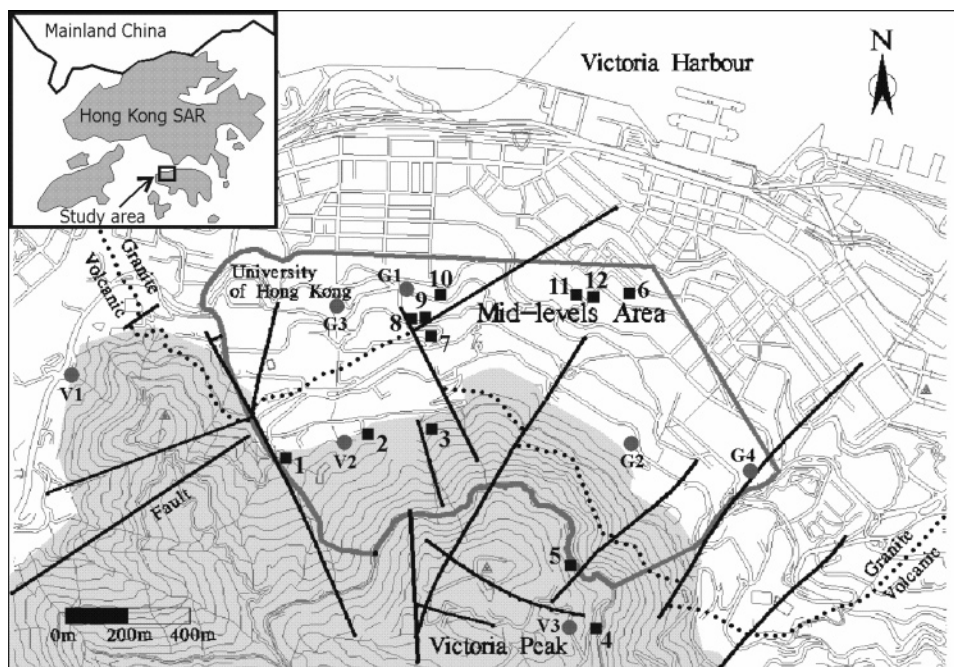 Mainland China
Hong Kong SAR
Study area
Victoria Harbour
N
Granite
Volcanic
University
of Hong Kong
G1
10
G3
9
8
7
11
12
6
Mid-levels Area
V1
1
V2
2
3
G2
G4
Fault
5
Granite
Volcanic
V3
4
0m
200m
400m
Victoria Peak